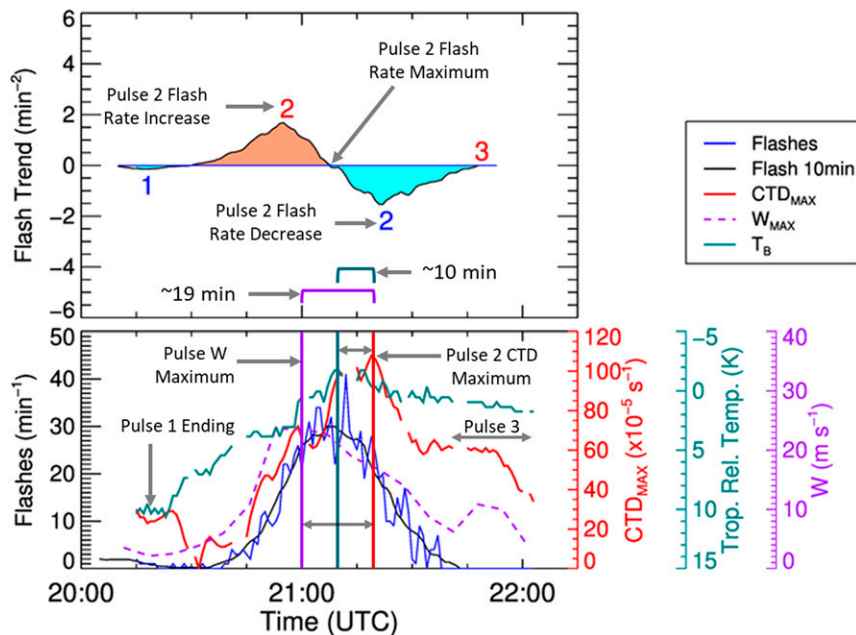 6
4
2
0
-2
-4
-6
Flash Trend (min⁻²)
Pulse 2 Flash
Rate Maximum
Pulse 2 Flash
Rate Increase
2
3
1
Pulse 2 Flash
Rate Decrease
2
~10 min
~19 min
Flashes
Flash 10min
CTD_MAX
W_MAX
T_B
50
40
30
20
10
0
Flashes (min⁻¹)
Pulse W
Maximum
Pulse 2 CTD
Maximum
Pulse 1 Ending
Pulse 3
120
100
80
60
40
20
0
CTD_MAX (x10⁻⁵ s⁻¹)
-5
0
5
10
15
Trop. Rel. Temp. (K)
40
30
20
10
0
W (m s⁻¹)
20:00
21:00
22:00
Time (UTC)